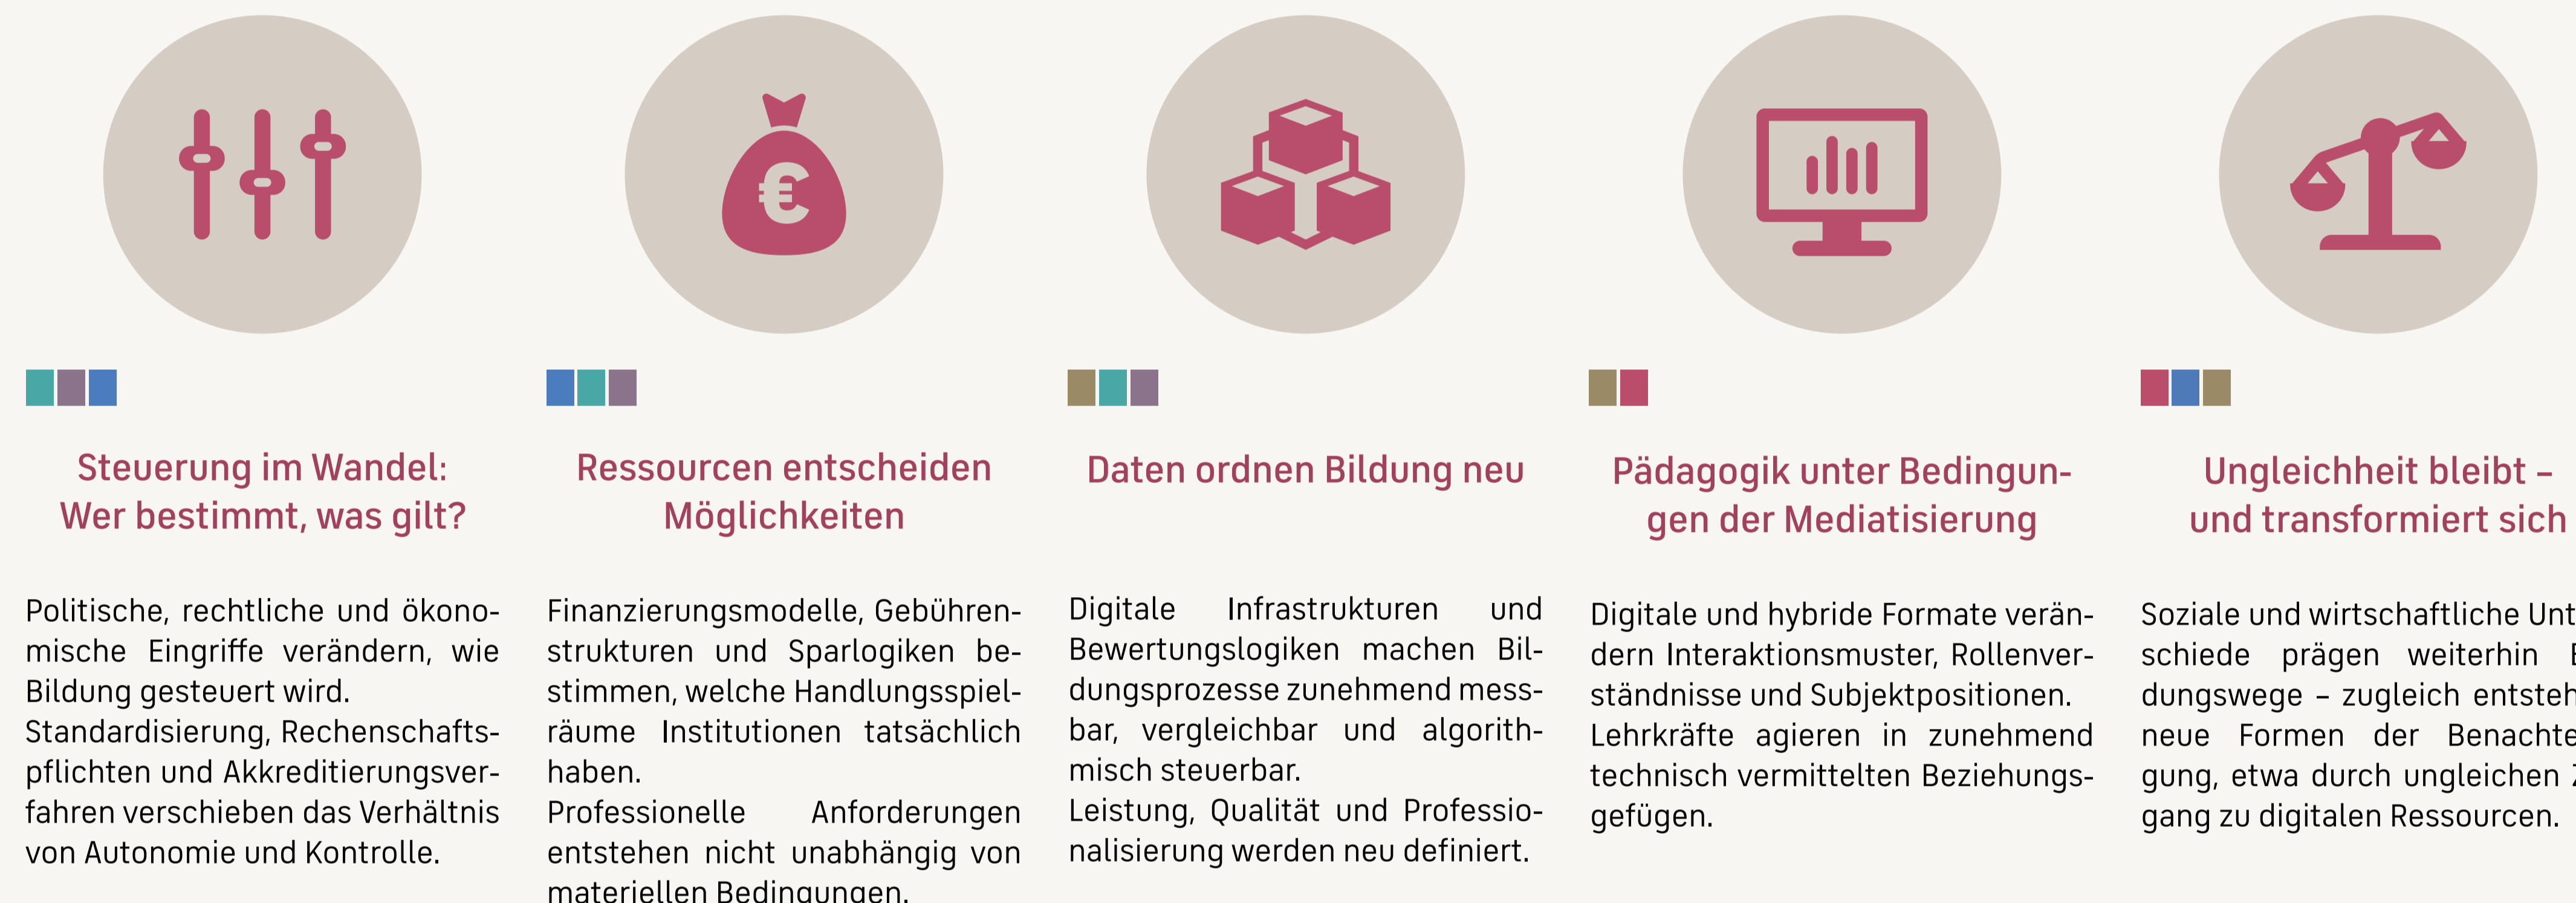 €
Steuerung im Wandel:
Wer bestimmt, was gilt?
Politische, rechtliche und ökono-
mische Eingriffe verändern, wie
Bildung gesteuert wird.
Standardisierung, Rechenschafts-
pflichten und Akkreditierungsver-
fahren verschieben das Verhältnis
von Autonomie und Kontrolle.
Ressourcen entscheiden
Möglichkeiten
Finanzierungsmodelle, Gebühren-
strukturen und Sparlogiken be-
stimmen, welche Handlungsspiel-
räume Institutionen tatsächlich
haben.
Professionelle Anforderungen
entstehen nicht unabhängig von
materiellen Bedingungen.
Daten ordnen Bildung neu
Digitale Infrastrukturen und
Bewertungslogiken machen Bil-
dungsprozesse zunehmend mess-
bar, vergleichbar und algorith-
misch steuerbar.
Leistung, Qualität und Professio-
nalisierung werden neu definiert.
Pädagogik unter Bedingun-
gen der Mediatisierung
Digitale und hybride Formate verän-
dern Interaktionsmuster, Rollenver-
ständnisse und Subjektpositionen.
Lehrkräfte agieren in zunehmend
technisch vermittelten Beziehungs-
gefügen.
Ungleichheit bleibt –
und transformiert sich
Soziale und wirtschaftliche
schiede prägen weiterhin
dungswege – zugleich
neue Formen der
gung, etwa durch ungleichen
gang zu digitalen Ressourcen.